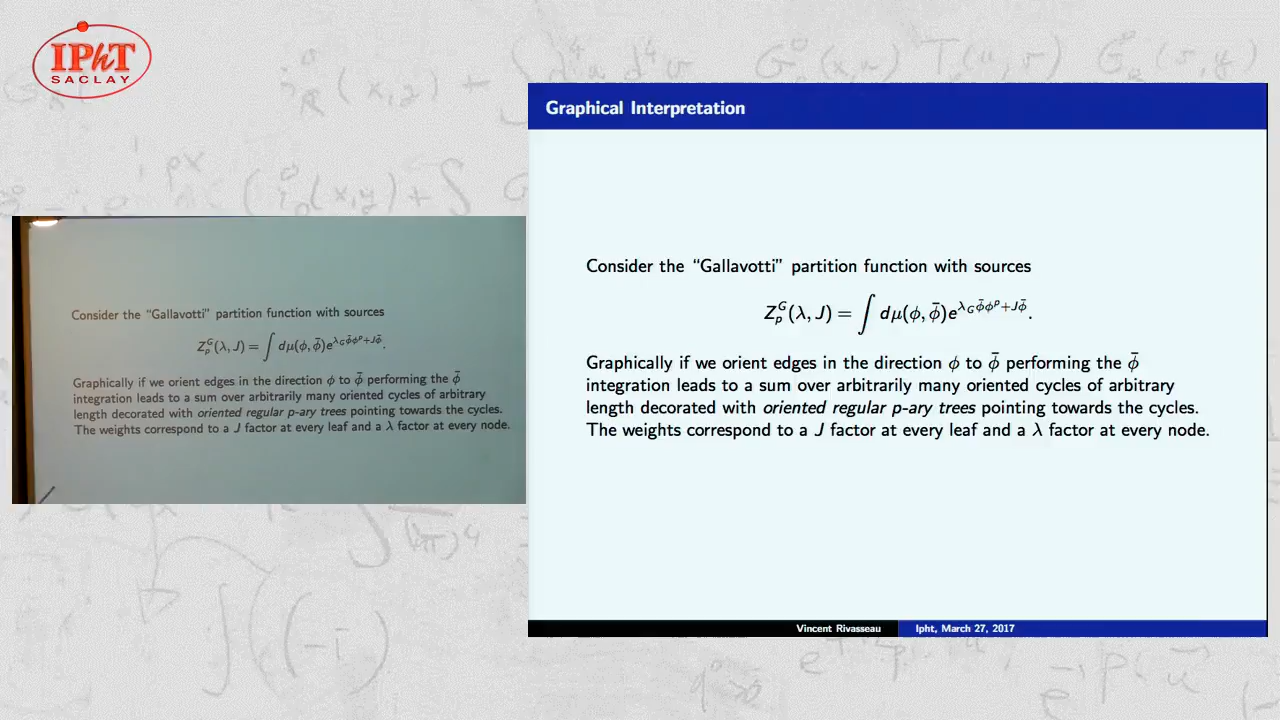 IPhT
SACLAY
Graphical Interpretation
Consider the “Gallavotti” partition function with sources
Z_p^G(λ, J) = ∫ dμ(ϕ, ϕ̄)e^{λ_G ϕ̄ϕ^p + Jϕ̄}.
Graphically if we orient edges in the direction ϕ to ϕ̄ performing the ϕ̄
integration leads to a sum over arbitrarily many oriented cycles of arbitrary
length decorated with oriented regular p-ary trees pointing towards the cycles.
The weights correspond to a J factor at every leaf and a λ factor at every node.
Vincent Rivasseau
Ipht, March 27, 2017
Consider the “Gallavotti” partition function with sources
Z_p^G(λ, J) = ∫ dμ(ϕ, ϕ̄)e^{λ_G ϕ̄ϕ^p + Jϕ̄}.
Graphically if we orient edges in the direction ϕ to ϕ̄ performing the ϕ̄
integration leads to a sum over arbitrarily many oriented cycles of arbitrary
length decorated with oriented regular p-ary trees pointing towards the cycles.
The weights correspond to a J factor at every leaf and a λ factor at every node.